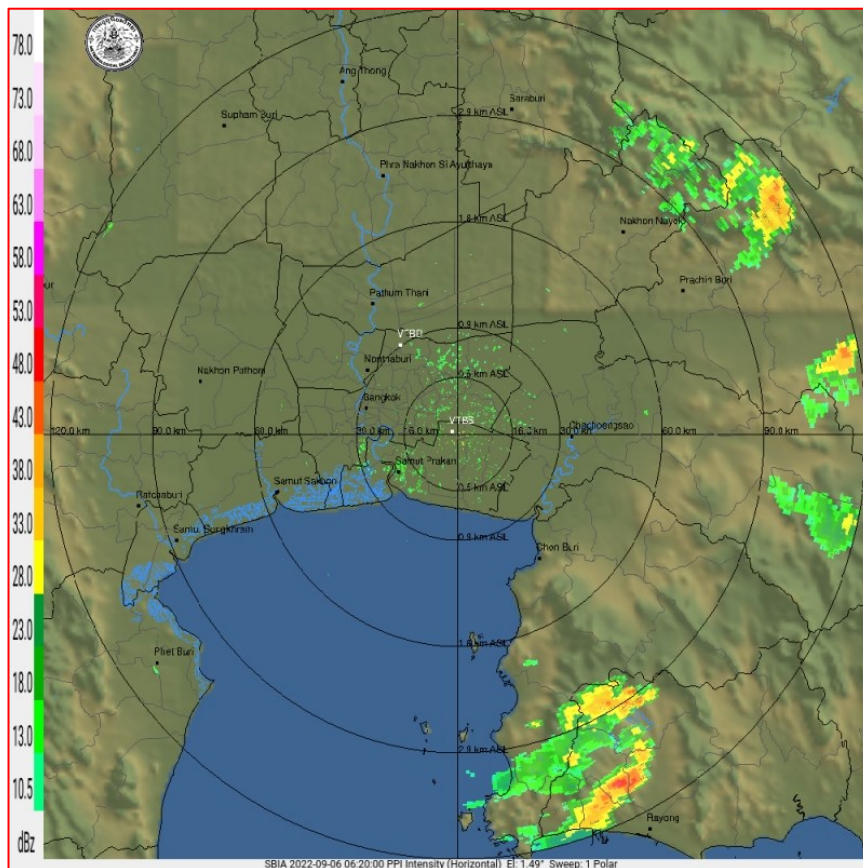 78.0
73.0
68.0
63.0
58.0
53.0
48.0
43.0
38.0
33.0
28.0
23.0
18.0
13.0
10.5
dBz
Ang Thong
Saraburi
2.9 km ASL
Suphan Buri
Phra Nakhon Si Ayutthaya
1.8 km ASL
Nakhon Nayok
Prachin Buri
Pathum Thani
0.9 km ASL
VTBD
Nonthaburi
Nakhon Pathom
0.5 km ASL
Bangkok
VTBS
Chachoengsao
120.0 km
90.0 km
60.0 km
30.0 km
16.0 km
16.0 km
30.0 km
60.0 km
90.0 km
Samut Prakan
Samut Sakhon
0.5 km ASL
Ratchaburi
Samut Songkhram
0.9 km ASL
Chon Buri
1.8 km ASL
Phet Buri
2.9 km ASL
Rayong
SBIA 2022-09-06 06:20:00 PPI Intensity (Horizontal) El: 1.49° Sweep: 1 Polar